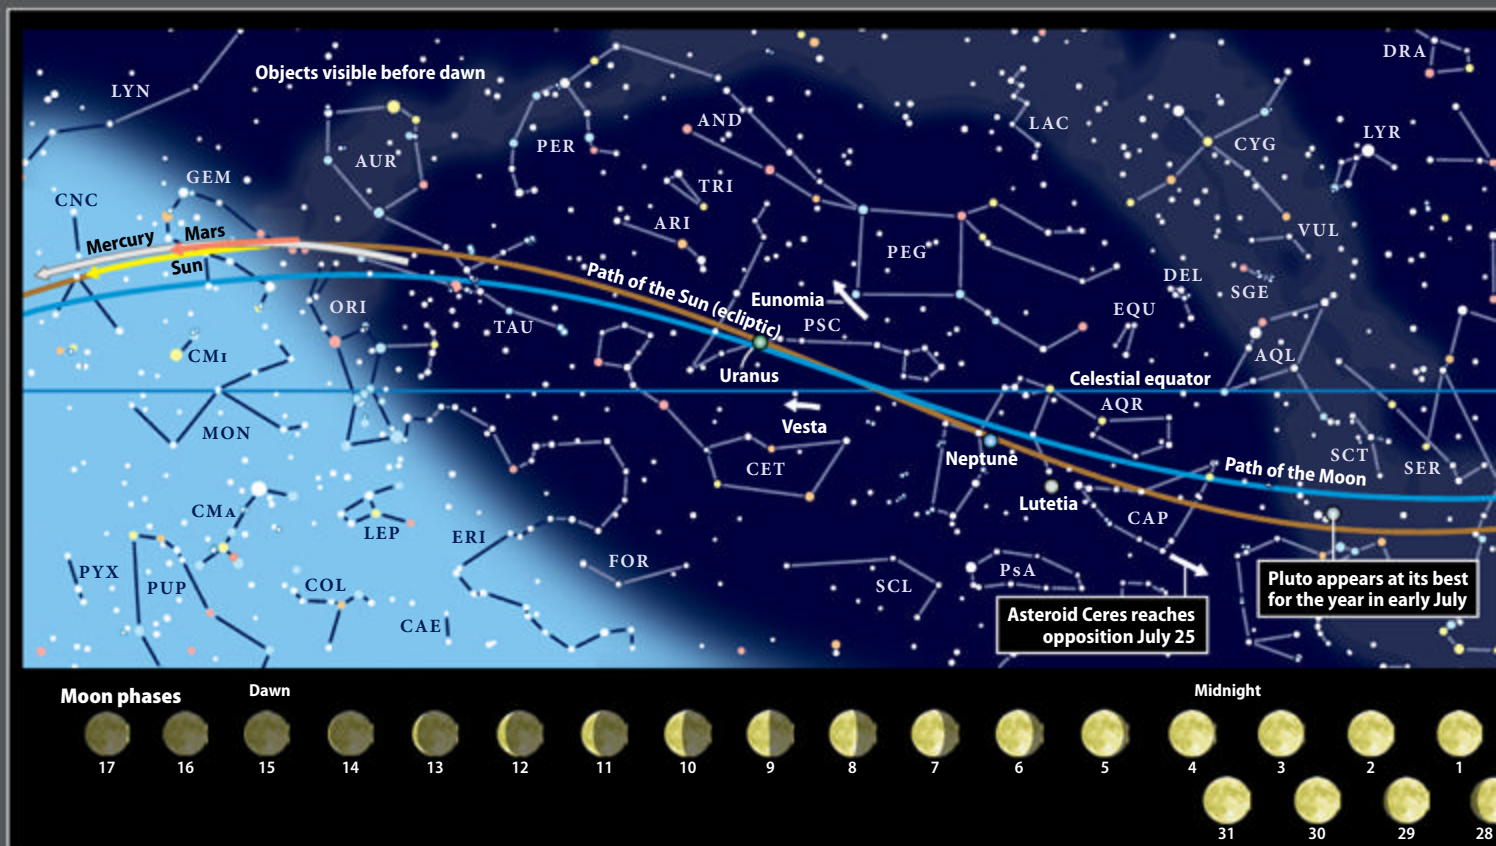 DRA
Objects visible before dawn
LYN
AND
LAC
PER
CYG
LYR
AUR
GEM
TRI
CNC
ARI
VUL
Mercury
Mars
PEG
Sun
Path of the Sun (ecliptic)
DEL
SGE
Eunomia
ORI
EQU
TAU
PSC
CMi
AQL
Uranus
Celestial equator
AQR
Vesta
MON
Neptune
CET
SCT
SER
Path of the Moon
Lutetia
CMa
CAP
LEP
ERI
FOR
PsA
PYX
PUP
COL
SCL
Pluto appears at its best
for the year in early July
Asteroid Ceres reaches
opposition July 25
CAE
Moon phases
Dawn
Midnight
17 16 15 14 13 12 11 10 9 8 7 6 5 4 3 2 1
31 30 29 28